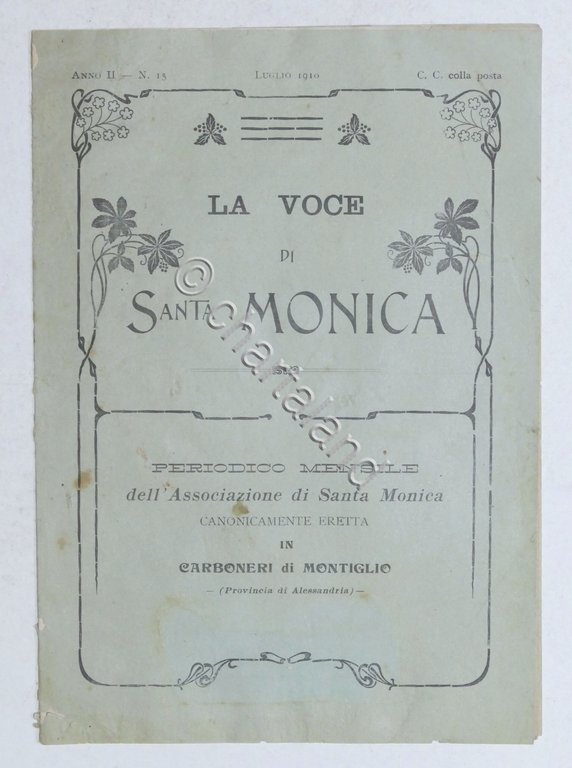 ANNO II — N. 15 LUGLIO 1910 C. C. colla posta
LA VOCE
DI
SANTA MONICA
PERIODICO MENSILE
dell'Associazione di Santa Monica
CANONICAMENTE ERETTA
IN
CARBONERI di MONTIGLIO
— (Provincia di Alessandria) —
© chartaland